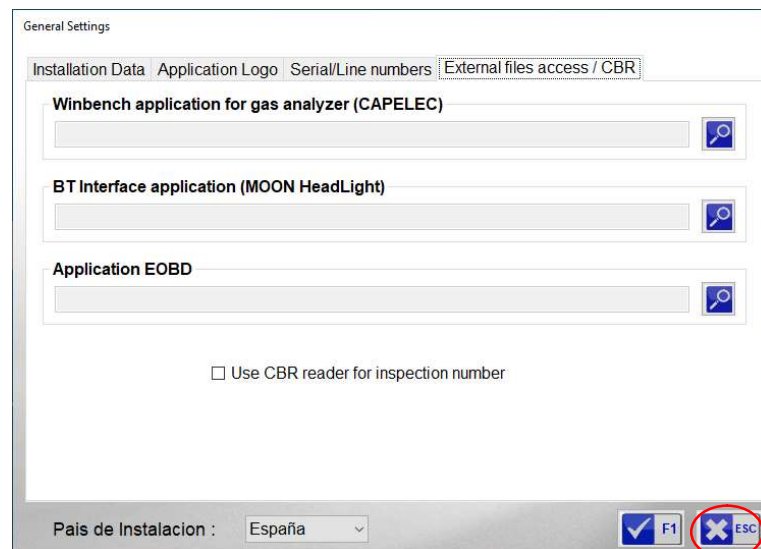 General Settings
Installation Data Application Logo Serial/Line numbers External files access / CBR
Winbench application for gas analyzer (CAPELEC)
BT Interface application (MOON HeadLight)
Application EOBD
Use CBR reader for inspection number
Pais de Instalacion : España F1 ESC